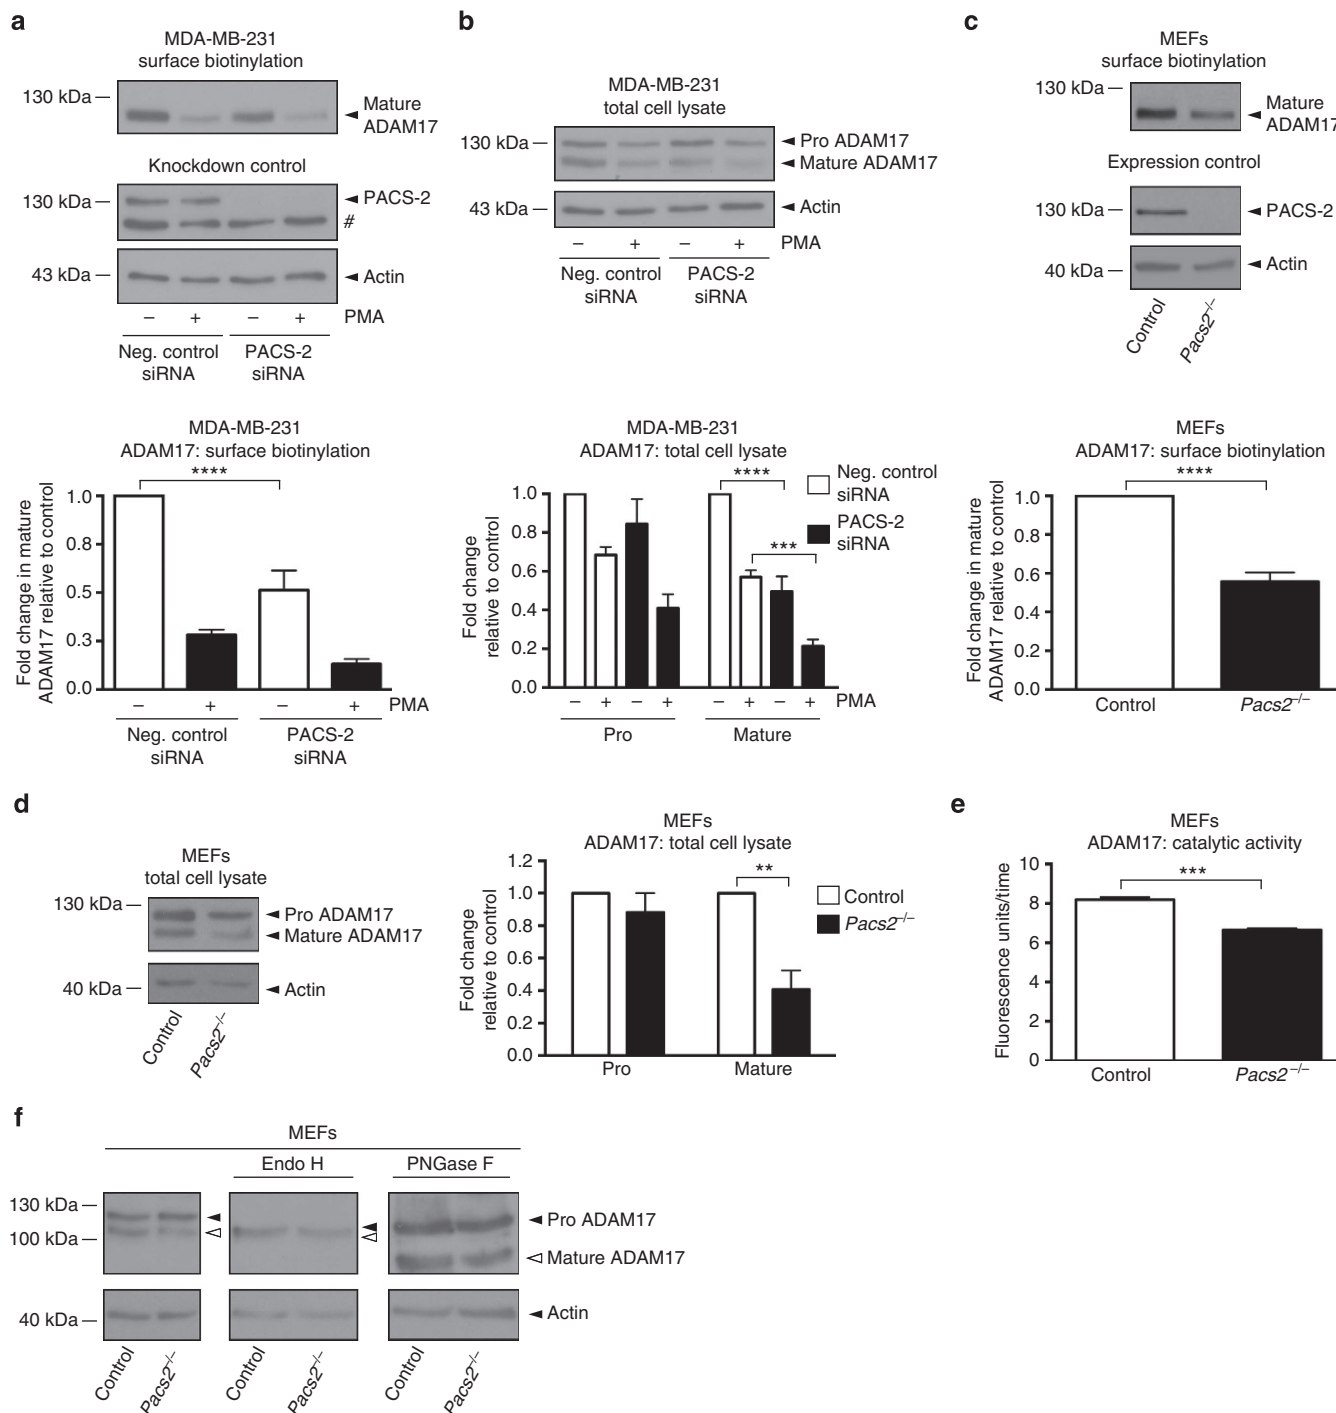 a
MDA-MB-231
surface biotinylation
130 kDa
Mature
ADAM17
Knockdown control
130 kDa
PACS-2
#
43 kDa
Actin
– + – + PMA
Neg. control
siRNA
PACS-2
siRNA
MDA-MB-231
ADAM17: surface biotinylation
****
Fold change in mature
ADAM17 relative to control
1.0
0.8
0.5
0.3
0.0
– + – + PMA
Neg. control
siRNA
PACS-2
siRNA
b
MDA-MB-231
total cell lysate
130 kDa
Pro ADAM17
Mature ADAM17
43 kDa
Actin
– + – + PMA
Neg. control
siRNA
PACS-2
siRNA
MDA-MB-231
ADAM17: total cell lysate
****
***
Neg. control
siRNA
PACS-2
siRNA
Fold change
relative to control
1.0
0.8
0.6
0.4
0.2
0.0
– + – + – + – + PMA
Pro
Mature
c
MEFs
surface biotinylation
130 kDa
Mature
ADAM17
Expression control
130 kDa
PACS-2
40 kDa
Actin
Control
Pacs2–/–
MEFs
ADAM17: surface biotinylation
****
Fold change in mature
ADAM17 relative to control
1.0
0.8
0.6
0.4
0.2
0.0
Control
Pacs2–/–
d
MEFs
total cell lysate
130 kDa
Pro ADAM17
Mature ADAM17
40 kDa
Actin
Control
Pacs2–/–
MEFs
ADAM17: total cell lysate
**
Control
Pacs2–/–
Fold change
relative to control
1.2
1.0
0.8
0.6
0.4
0.2
0.0
Pro
Mature
e
MEFs
ADAM17: catalytic activity
***
Fluorescence units/time
10
8
6
4
2
0
Control
Pacs2–/–
f
MEFs
Endo H
PNGase F
130 kDa
100 kDa
Pro ADAM17
Mature ADAM17
40 kDa
Actin
Control
Pacs2–/–
Control
Pacs2–/–
Control
Pacs2–/–